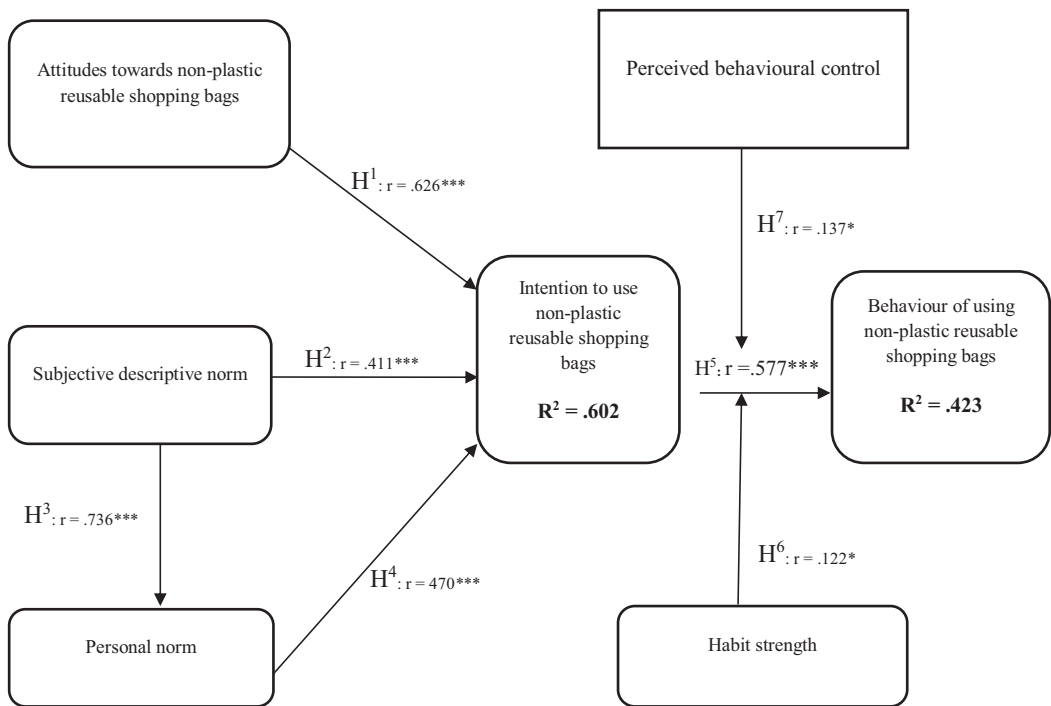 Attitudes towards non-plastic
reusable shopping bags
Perceived behavioural control
H1: r = .626***
H7: r = .137*
Intention to use
non-plastic
reusable shopping
bags
R2 = .602
Behaviour of using
non-plastic reusable
shopping bags
R2 = .423
H2: r = .411***
H5: r =.577***
Subjective descriptive norm
H3: r = .736***
H4: r = 470***
H6: r = .122*
Personal norm
Habit strength